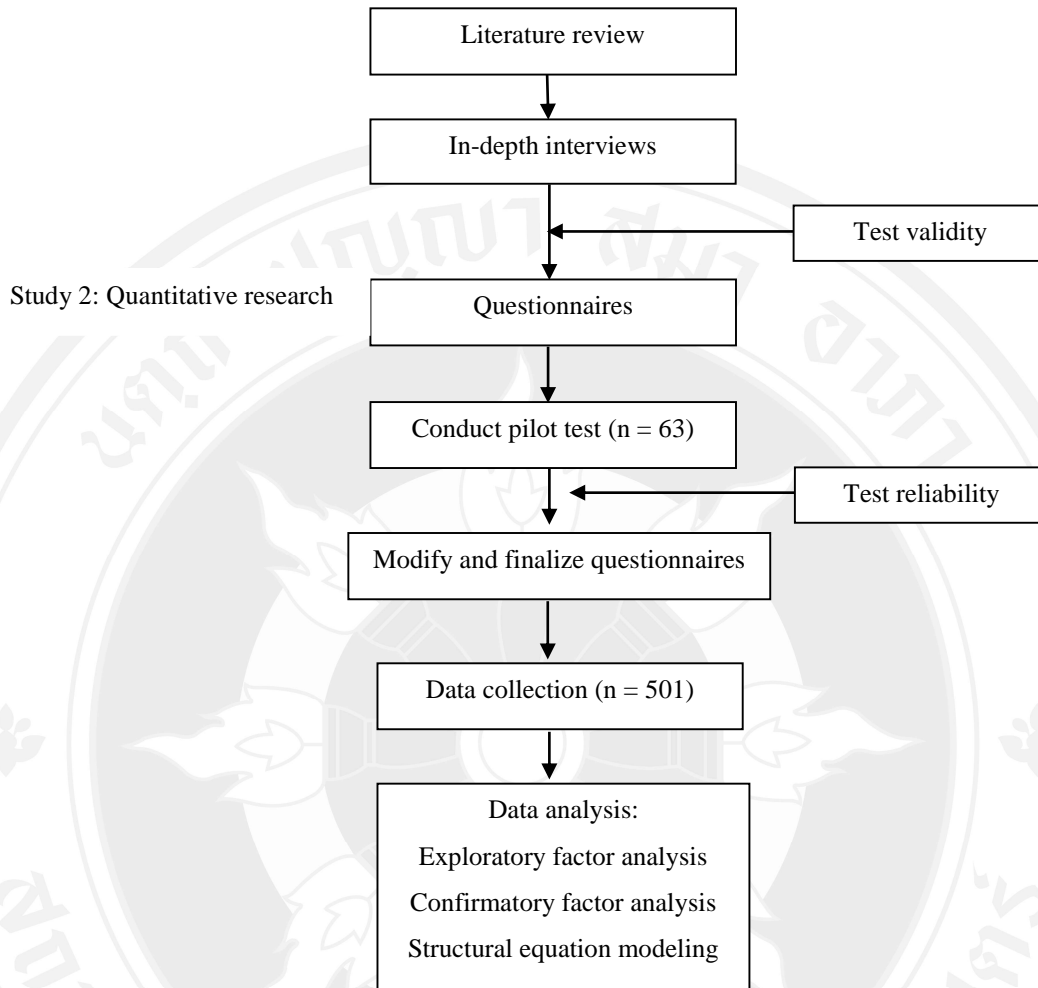 Literature review
In-depth interviews
Test validity
Study 2: Quantitative research
Questionnaires
Conduct pilot test (n = 63)
Test reliability
Modify and finalize questionnaires
Data collection (n = 501)
Data analysis:
Exploratory factor analysis
Confirmatory factor analysis
Structural equation modeling